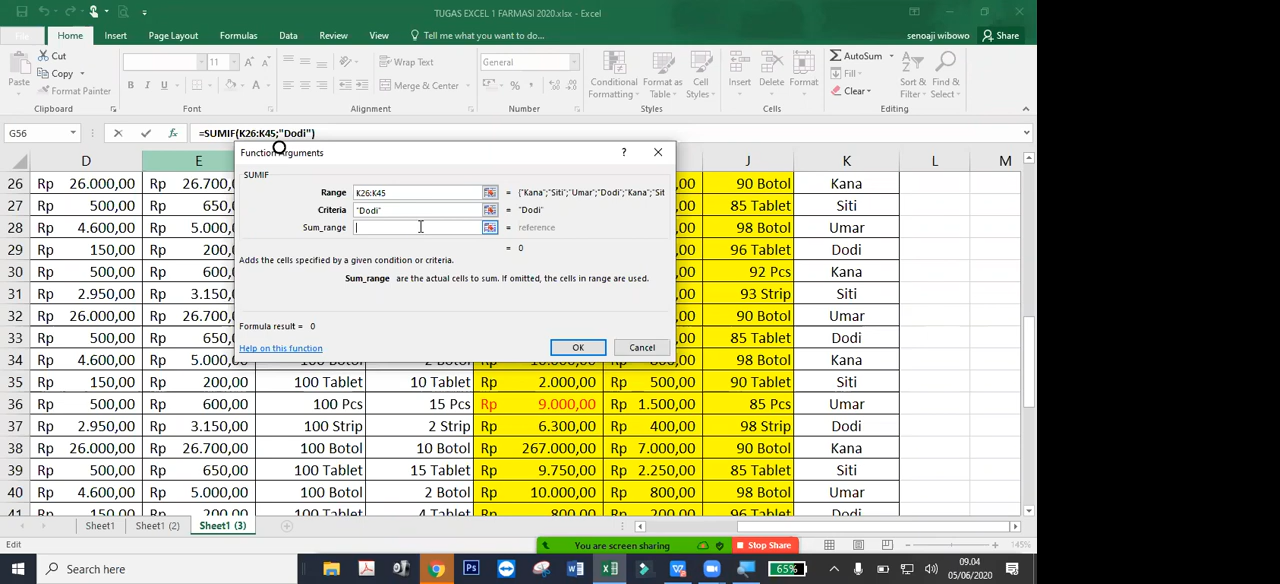 TUGAS EXCEL 1 FARMASI 2020.xlsx - Excel
File Home Insert Page Layout Formulas Data Review View Tell me what you want to do... senoaji wibowo Share
Paste Cut Copy Format Painter Clipboard
11 B I U Font
Wrap Text Merge & Center Alignment
General % , Number
Conditional Formatting Format as Table Cell Styles Styles
Insert Delete Format Cells
AutoSum Fill Clear Sort & Filter Find & Select Editing
G56 fx =SUMIF(K26:K45;"Dodi")
D E J K L M
Function Arguments ?
SUMIF
Range K26:K45 = {"Kana";"Siti";"Umar";"Dodi";"Kana";"Sit
Criteria "Dodi" = "Dodi"
Sum_range = reference
= 0
Adds the cells specified by a given condition or criteria.
Sum_range are the actual cells to sum. If omitted, the cells in range are used.
Formula result = 0
Help on this function OK Cancel
26 Rp 26.000,00 Rp 26.700, 00 90 Botol Kana
27 Rp 500,00 Rp 650, ,00 85 Tablet Siti
28 Rp 4.600,00 Rp 5.000, ,00 98 Botol Umar
29 Rp 150,00 Rp 200, ,00 96 Tablet Dodi
30 Rp 500,00 Rp 600, ,00 92 Pcs Kana
31 Rp 2.950,00 Rp 3.150, ,00 93 Strip Siti
32 Rp 26.000,00 Rp 26.700, ,00 90 Botol Umar
33 Rp 500,00 Rp 650, ,00 85 Tablet Dodi
34 Rp 4.600,00 Rp 5.000,00 100 Botol 2 Botol Rp 10.000,00 Rp 800,00 98 Botol Kana
35 Rp 150,00 Rp 200,00 100 Tablet 10 Tablet Rp 2.000,00 Rp 500,00 90 Tablet Siti
36 Rp 500,00 Rp 600,00 100 Pcs 15 Pcs Rp 9.000,00 Rp 1.500,00 85 Pcs Umar
37 Rp 2.950,00 Rp 3.150,00 100 Strip 2 Strip Rp 6.300,00 Rp 400,00 98 Strip Dodi
38 Rp 26.000,00 Rp 26.700,00 100 Botol 10 Botol Rp 267.000,00 Rp 7.000,00 90 Botol Kana
39 Rp 500,00 Rp 650,00 100 Tablet 15 Tablet Rp 9.750,00 Rp 2.250,00 85 Tablet Siti
40 Rp 4.600,00 Rp 5.000,00 100 Botol 2 Botol Rp 10.000,00 Rp 800,00 98 Botol Umar
41 Rp 150,00 Rp 200,00 100 Tablet 4 Tablet Rp 800,00 Rp 200,00 96 Tablet Dodi
Sheet1 Sheet1 (2) Sheet1 (3)
Edit You are screen sharing Stop Share 145%
Search here 65% 09.04
05/06/2020